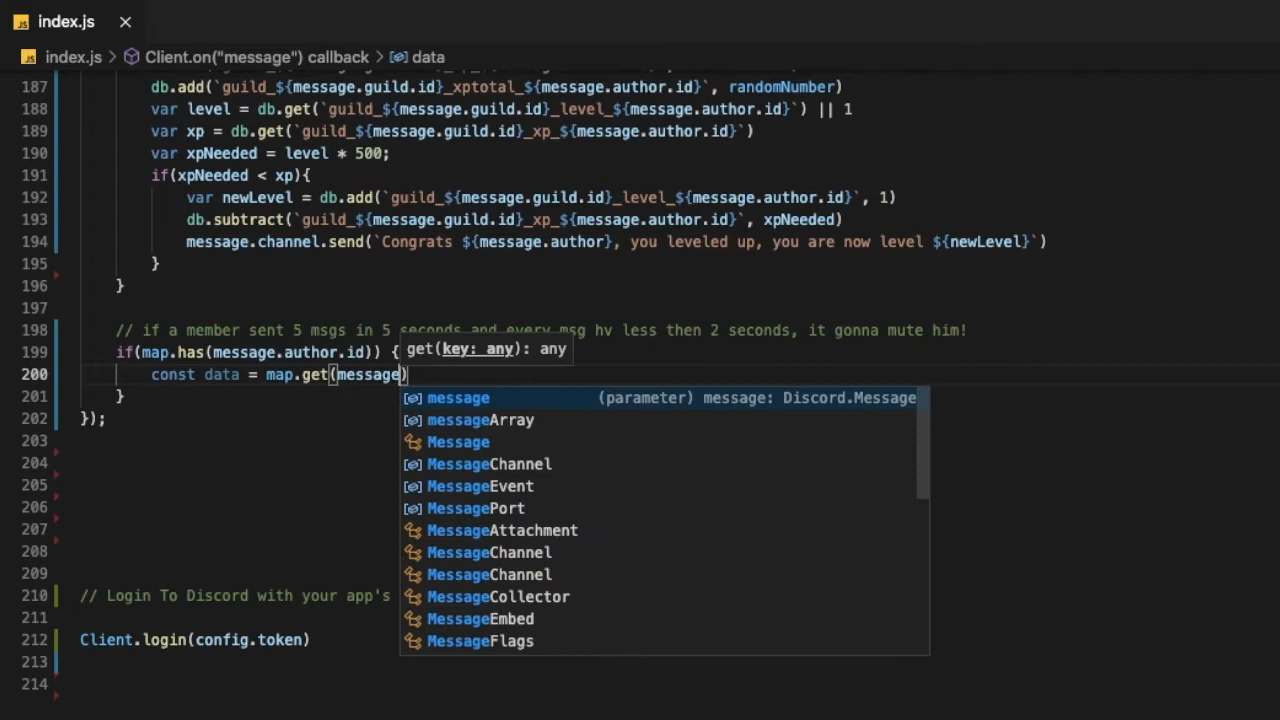 index.js
index.js > Client.on("message") callback > data
187 db.add(`guild_${message.guild.id}_xptotal_${message.author.id}`, randomNumber)
188 var level = db.get(`guild_${message.guild.id}_level_${message.author.id}`) || 1
189 var xp = db.get(`guild_${message.guild.id}_xp_${message.author.id}`)
190 var xpNeeded = level * 500;
191 if(xpNeeded < xp){
192 var newLevel = db.add(`guild_${message.guild.id}_level_${message.author.id}`, 1)
193 db.subtract(`guild_${message.guild.id}_xp_${message.author.id}`, xpNeeded)
194 message.channel.send(`Congrats ${message.author}, you leveled up, you are now level ${newLevel}`)
195 }
196 }
197
198 // if a member sent 5 msgs in 5 seconds and every msg hv less then 2 seconds, it gonna mute him!
199 if(map.has(message.author.id)) {
get(key: any): any
200 const data = map.get(message)
201 }
message (parameter) message: Discord.Message
202 });
messageArray
203
Message
204
MessageChannel
205
MessageEvent
206
MessagePort
207
MessageAttachment
208
MessageChannel
209
MessageChannel
210 // Login To Discord with your app's
MessageCollector
211
MessageEmbed
212 Client.login(config.token)
MessageFlags
213
214